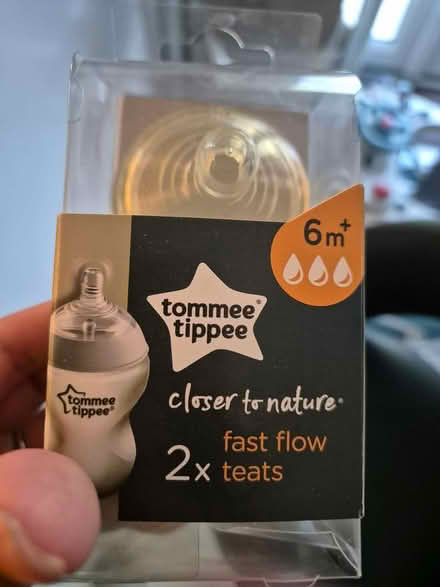 6m+
tommee®
tippee
closer to nature®
2x fast flow
teats
tommee
tippee®